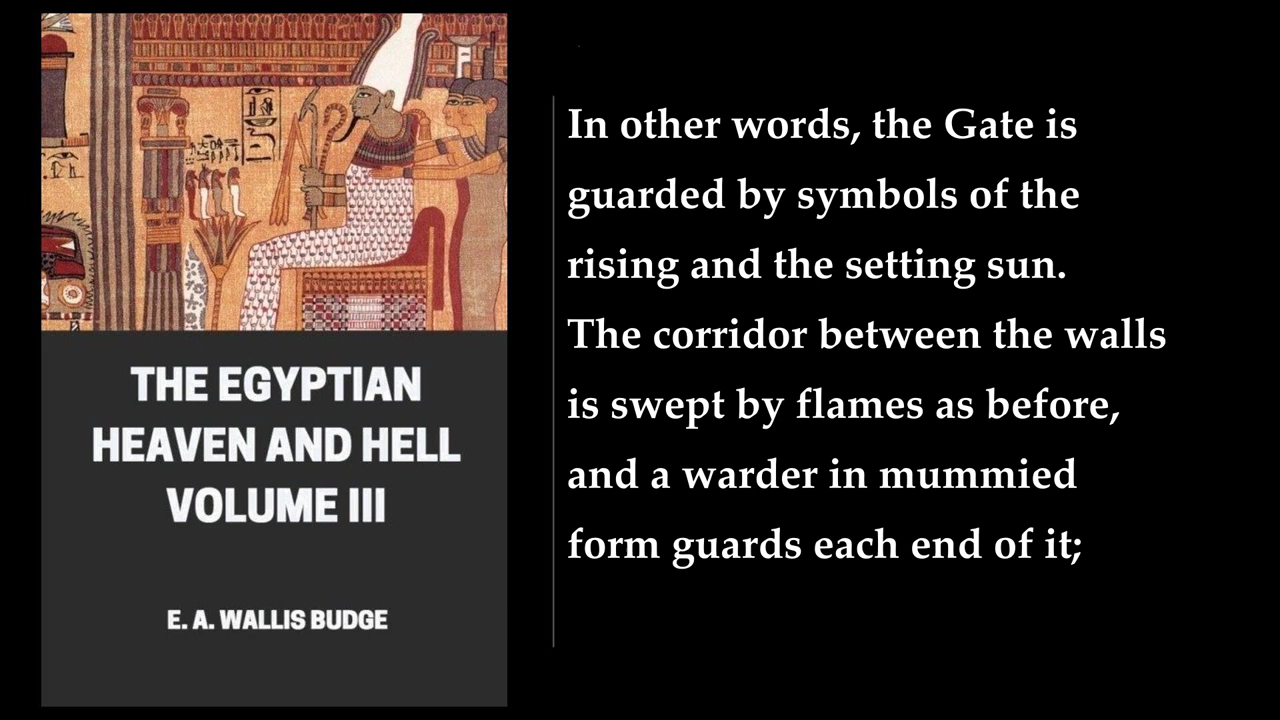 THE EGYPTIAN
HEAVEN AND HELL
VOLUME III
E. A. WALLIS BUDGE
In other words, the Gate is
guarded by symbols of the
rising and the setting sun.
The corridor between the walls
is swept by flames as before,
and a warder in mummied
form guards each end of it;